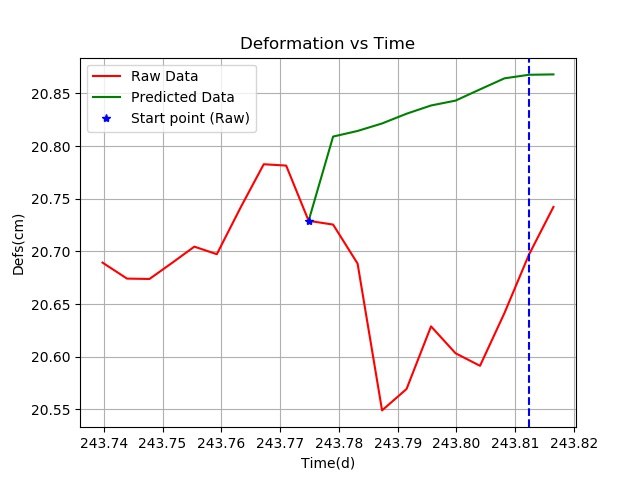 Deformation vs Time
Raw Data
Predicted Data
Start point (Raw)
Defs(cm)
20.85
20.80
20.75
20.70
20.65
20.60
20.55
243.74 243.75 243.76 243.77 243.78 243.79 243.80 243.81 243.82
Time(d)